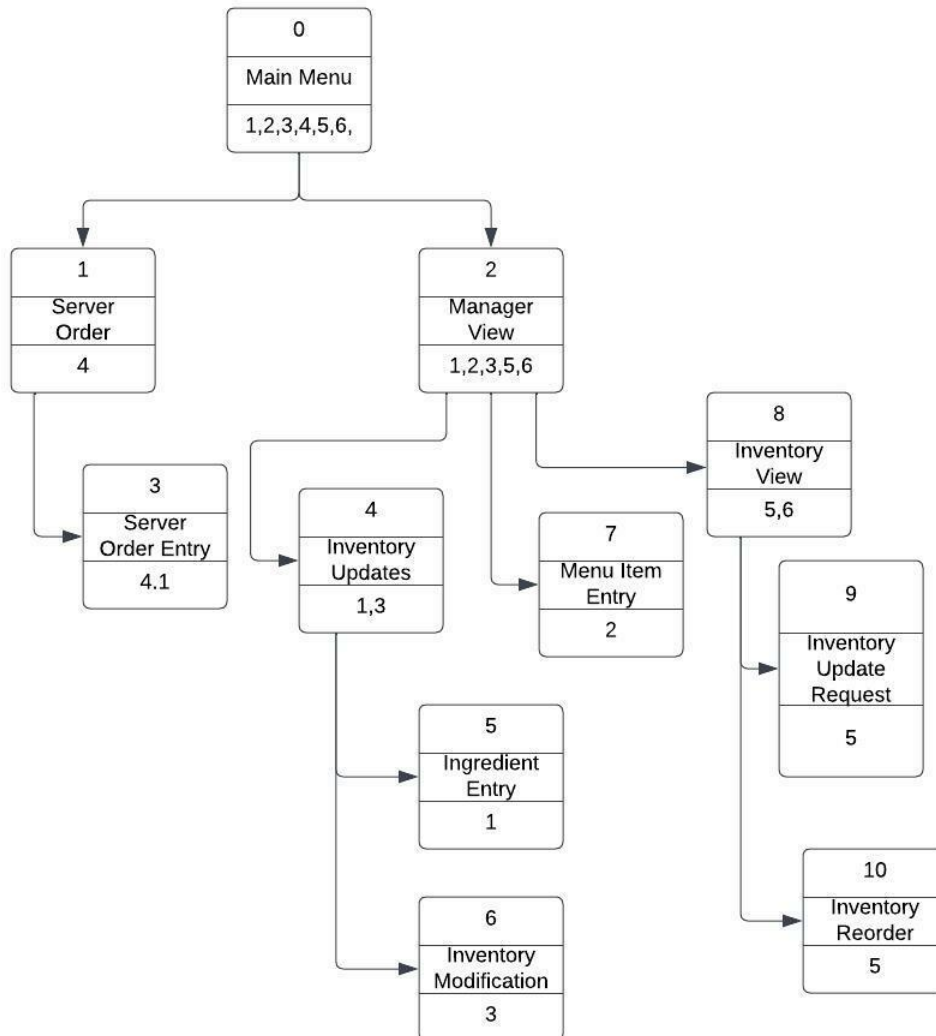 0
Main Menu
1,2,3,4,5,6,
1
Server
Order
4
2
Manager
View
1,2,3,5,6
3
Server
Order Entry
4.1
4
Inventory
Updates
1,3
5
Ingredient
Entry
1
6
Inventory
Modification
3
7
Menu Item
Entry
2
8
Inventory
View
5,6
9
Inventory
Update
Request
5
10
Inventory
Reorder
5